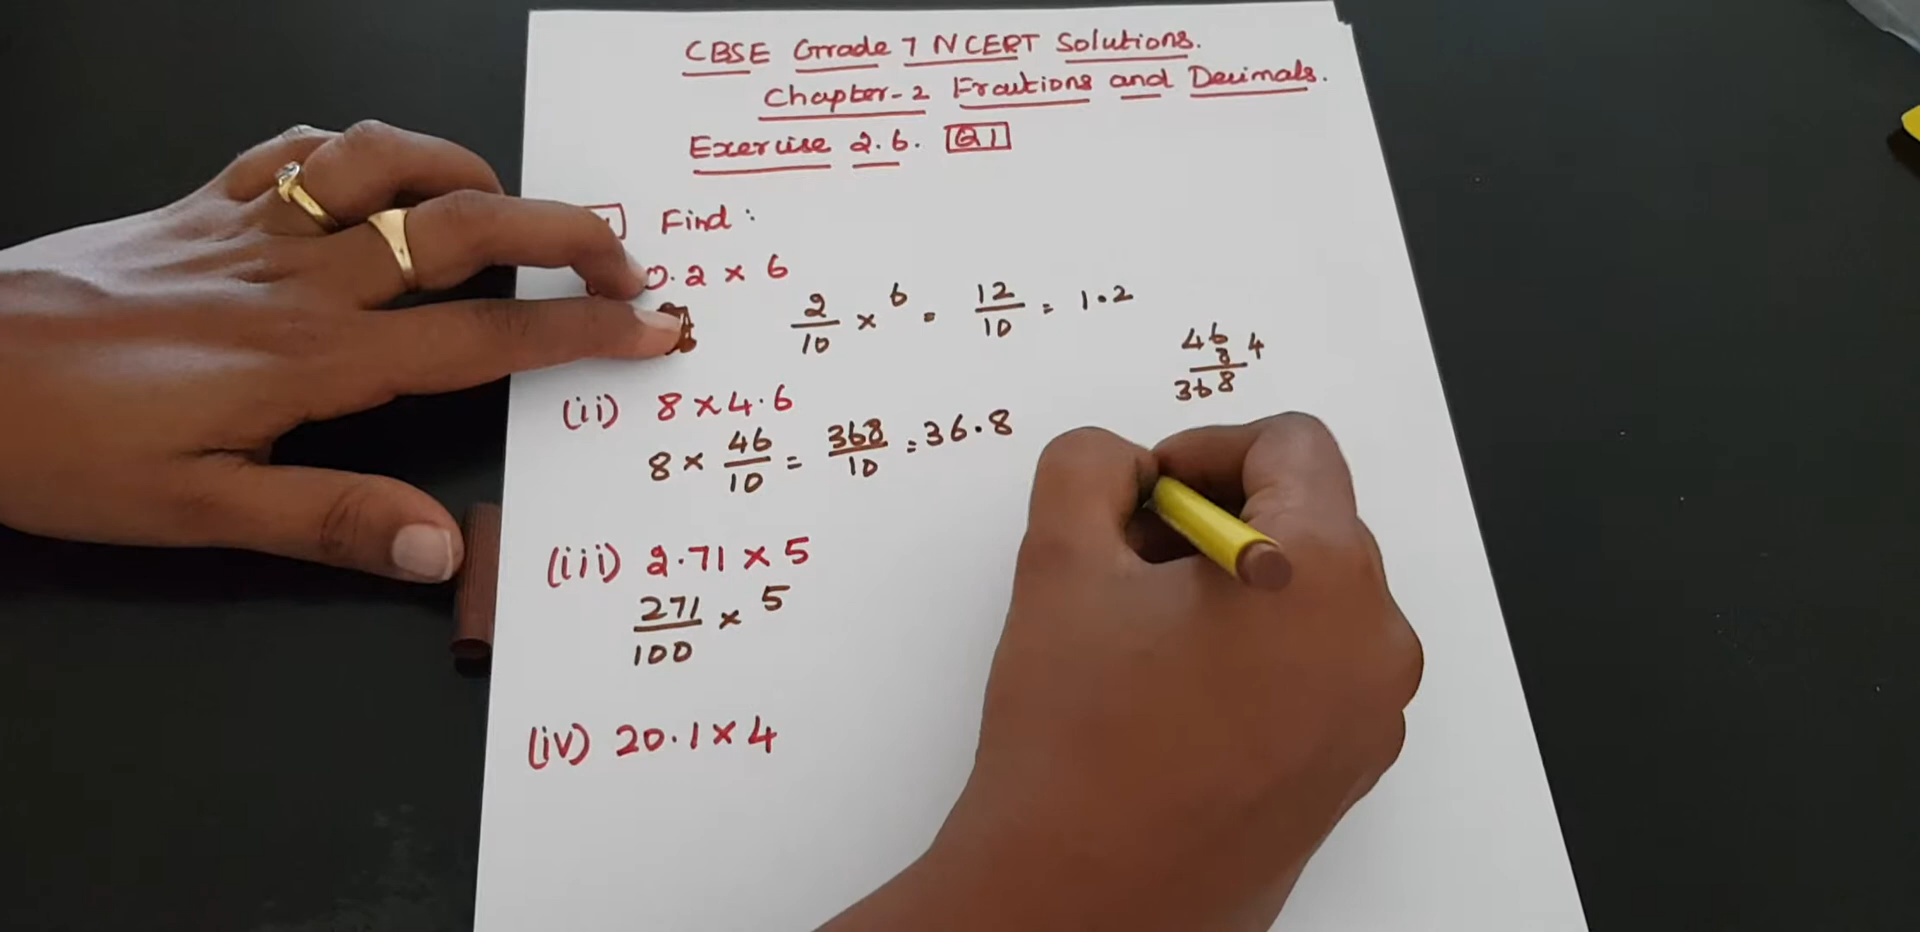 CBSE Grade 7 NCERT Solutions.
Chapter-2 Fractions and Decimals.
Exercise 2.6. Q1
Find :
0.2 × 6
2/10 × 6 = 12/10 = 1.2
46
8 4
368
(ii) 8 × 4.6
8 × 46/10 = 368/10 = 36.8
(iii) 2.71 × 5
271/100 × 5
(iv) 20.1 × 4